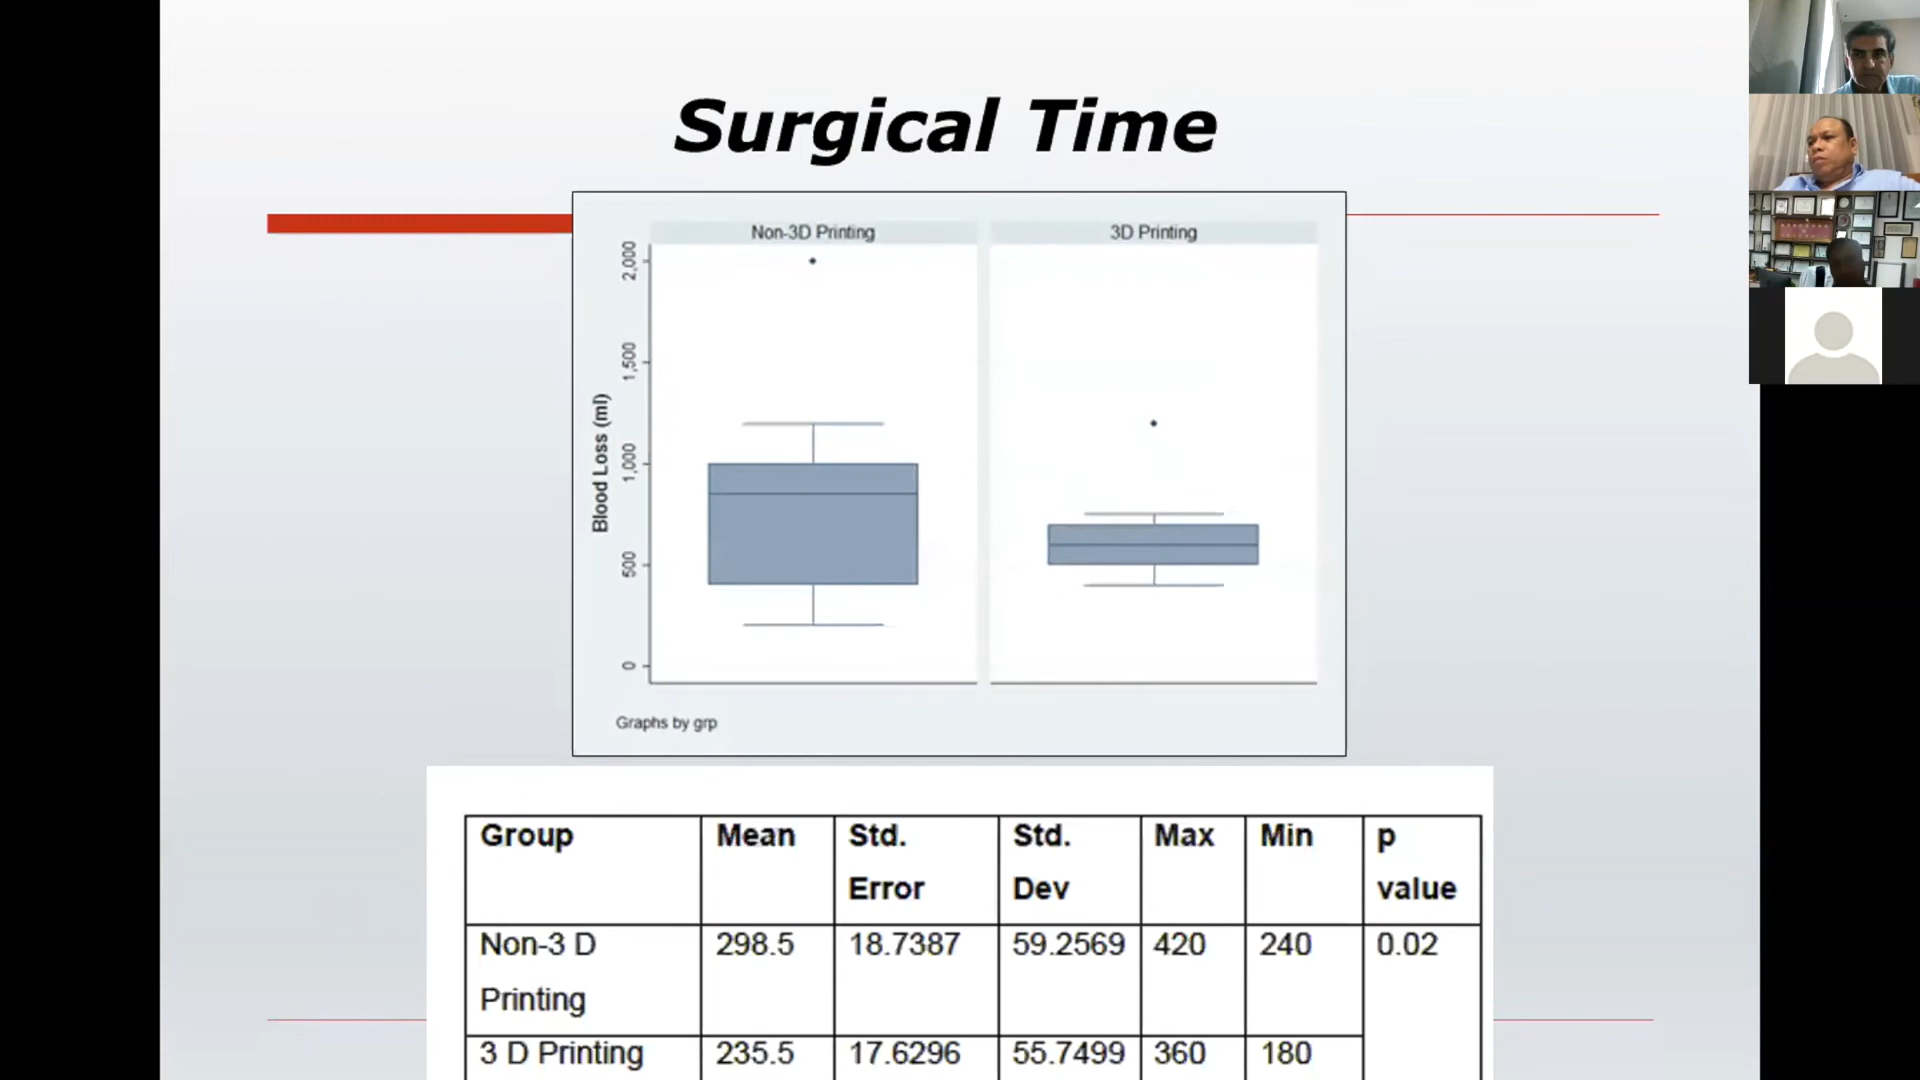 Surgical Time
Non-3D Printing
3D Printing
Blood Loss (ml)
2,000
1,500
1,000
500
0
Graphs by grp
Group Mean Std. Error Std. Dev Max Min p value
Non-3 D Printing 298.5 18.7387 59.2569 420 240 0.02
3 D Printing 235.5 17.6296 55.7499 360 180